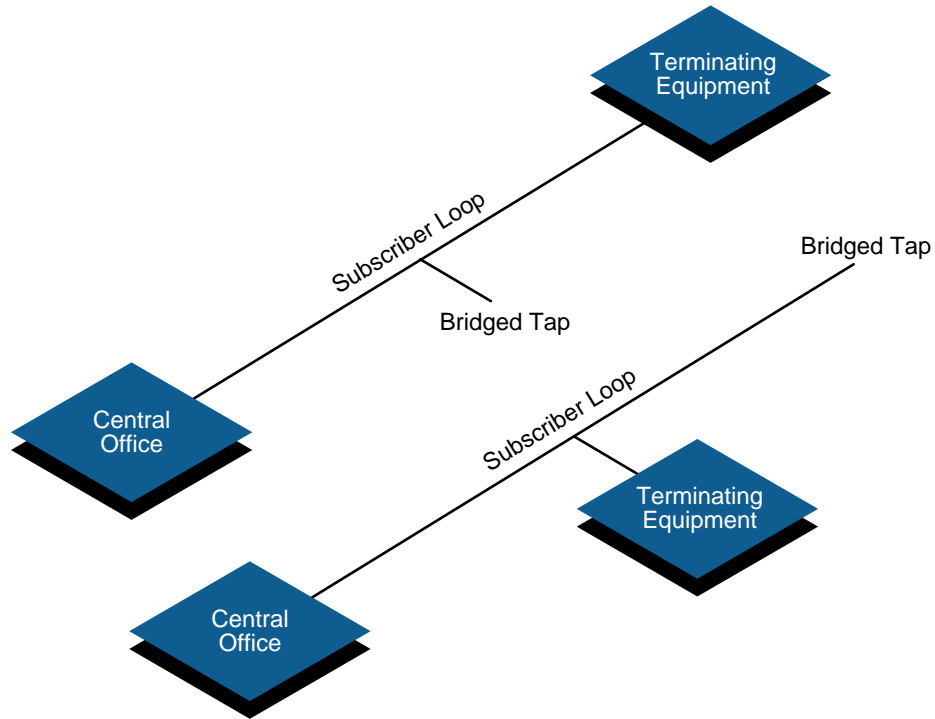 Terminating
Equipment
Subscriber Loop
Bridged Tap
Bridged Tap
Central
Office
Subscriber Loop
Terminating
Equipment
Central
Office